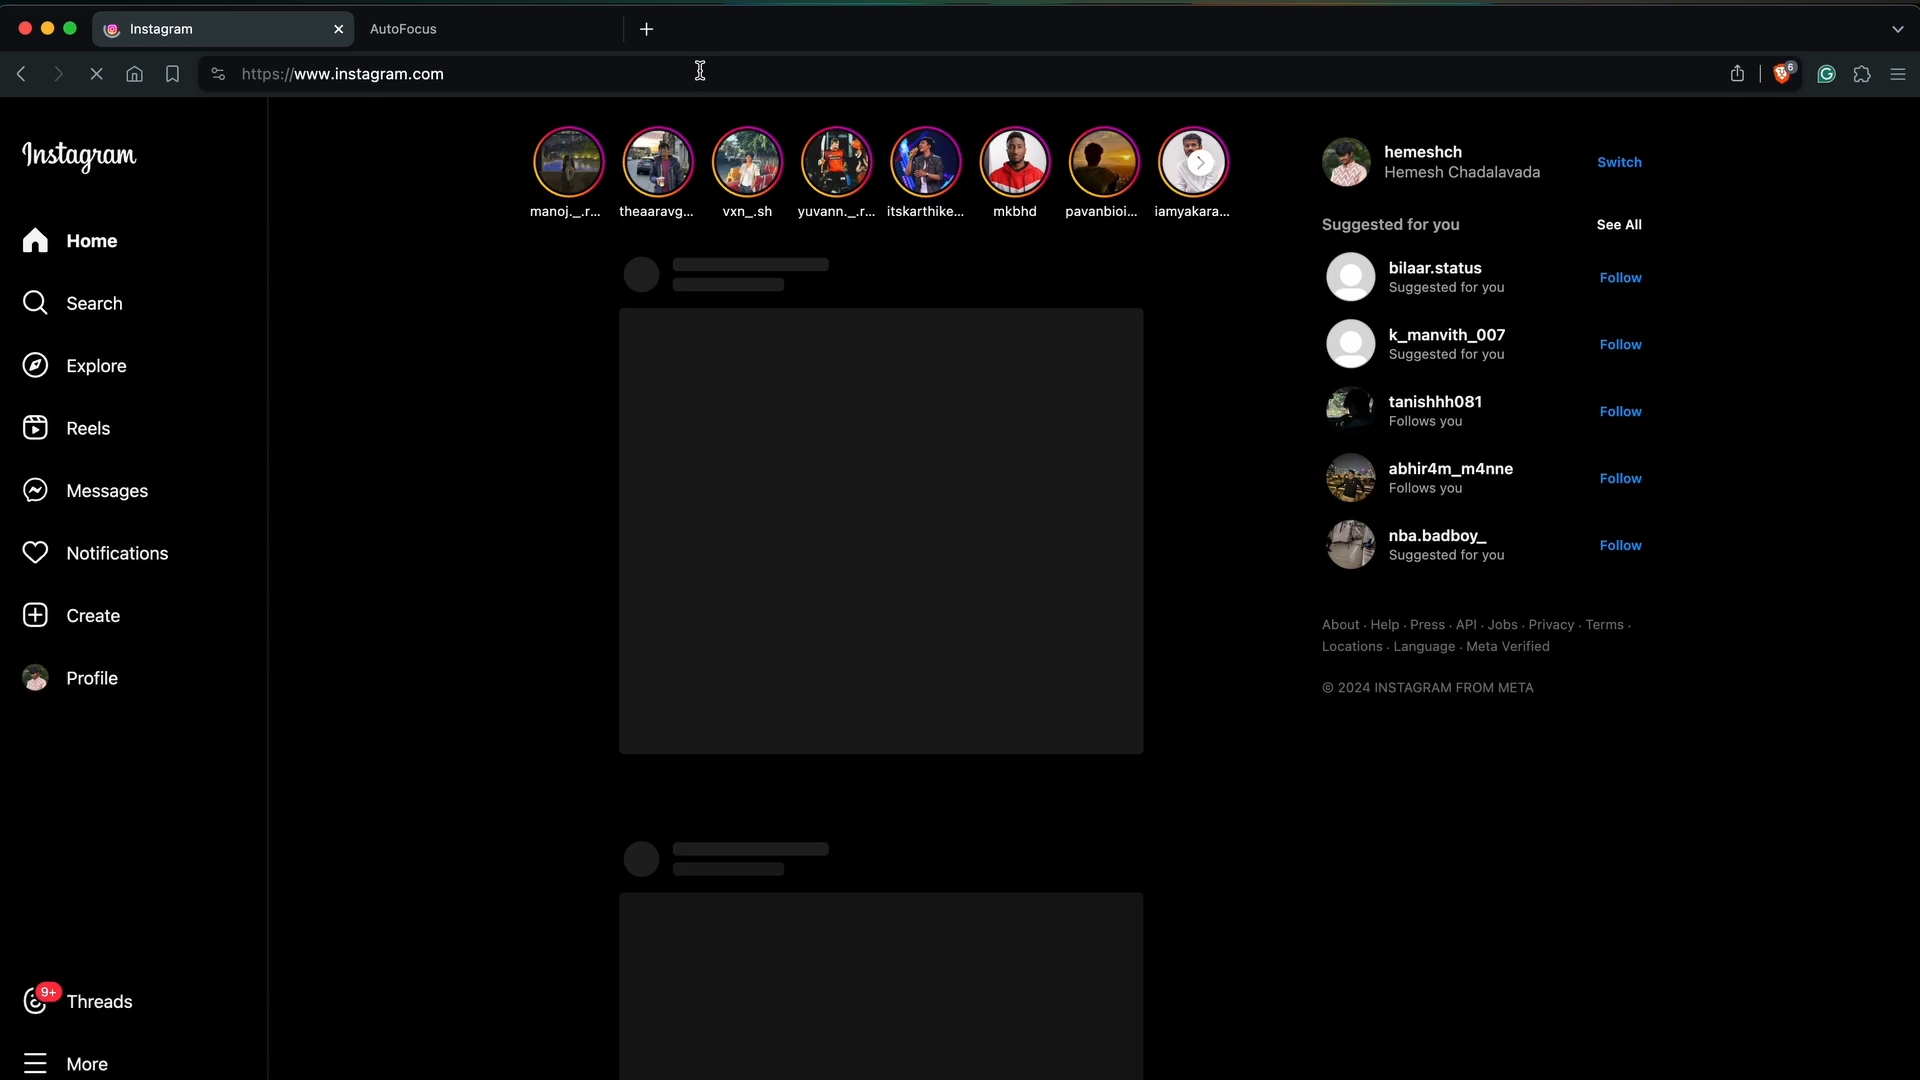 Instagram
AutoFocus
https://www.instagram.com
6
Instagram
Home
Search
Explore
Reels
Messages
Notifications
Create
Profile
9+
Threads
More
manoj._.r...
theaaravg...
vxn_.sh
yuvann._.r...
itskarthike...
mkbhd
pavanbioi...
iamyakara...
hemeshch
Hemesh Chadalavada
Switch
Suggested for you
See All
bilaar.status
Suggested for you
Follow
k_manvith_007
Suggested for you
Follow
tanishhh081
Follows you
Follow
abhir4m_m4nne
Follows you
Follow
nba.badboy_
Suggested for you
Follow
About · Help · Press · API · Jobs · Privacy · Terms ·
Locations · Language · Meta Verified
© 2024 INSTAGRAM FROM META